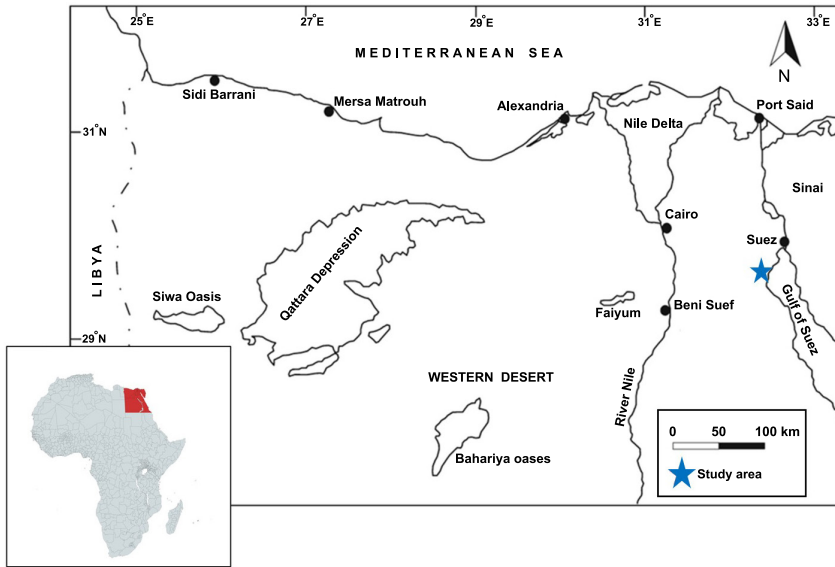 25°E
27°E
29°E
31°E
33°E
MEDITERRANEAN SEA
N
Sidi Barrani
Mersa Matrouh
Alexandria
Port Said
Nile Delta
31°N
Sinai
Cairo
Suez
LIBYA
Qattara Depression
Siwa Oasis
Faiyum
Beni Suef
Gulf of Suez
29°N
WESTERN DESERT
River Nile
Bahariya oases
0 50 100 km
Study area